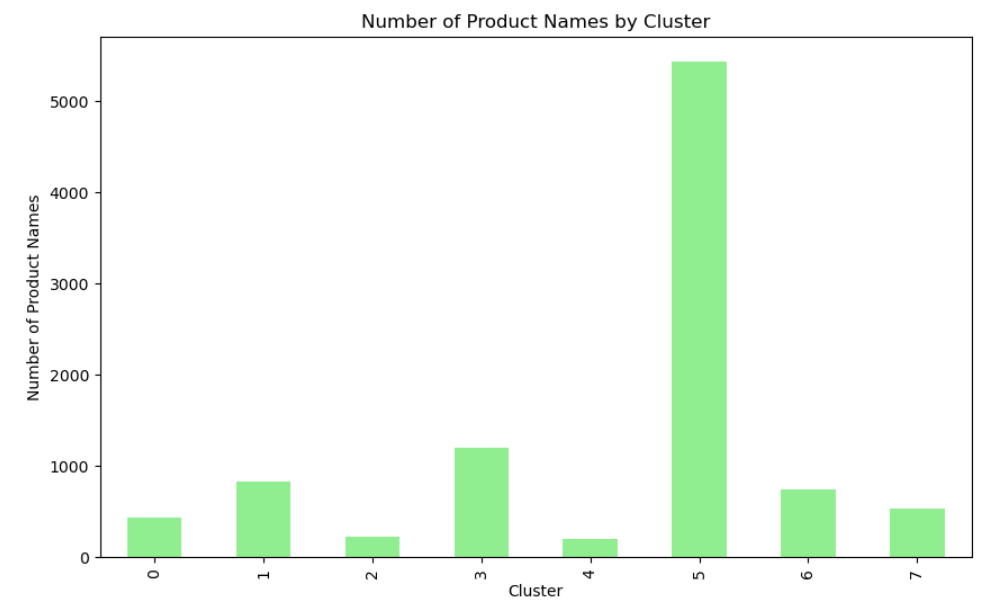 Number of Product Names by Cluster
Number of Product Names
5000
4000
3000
2000
1000
0
0 1 2 3 4 5 6 7
Cluster